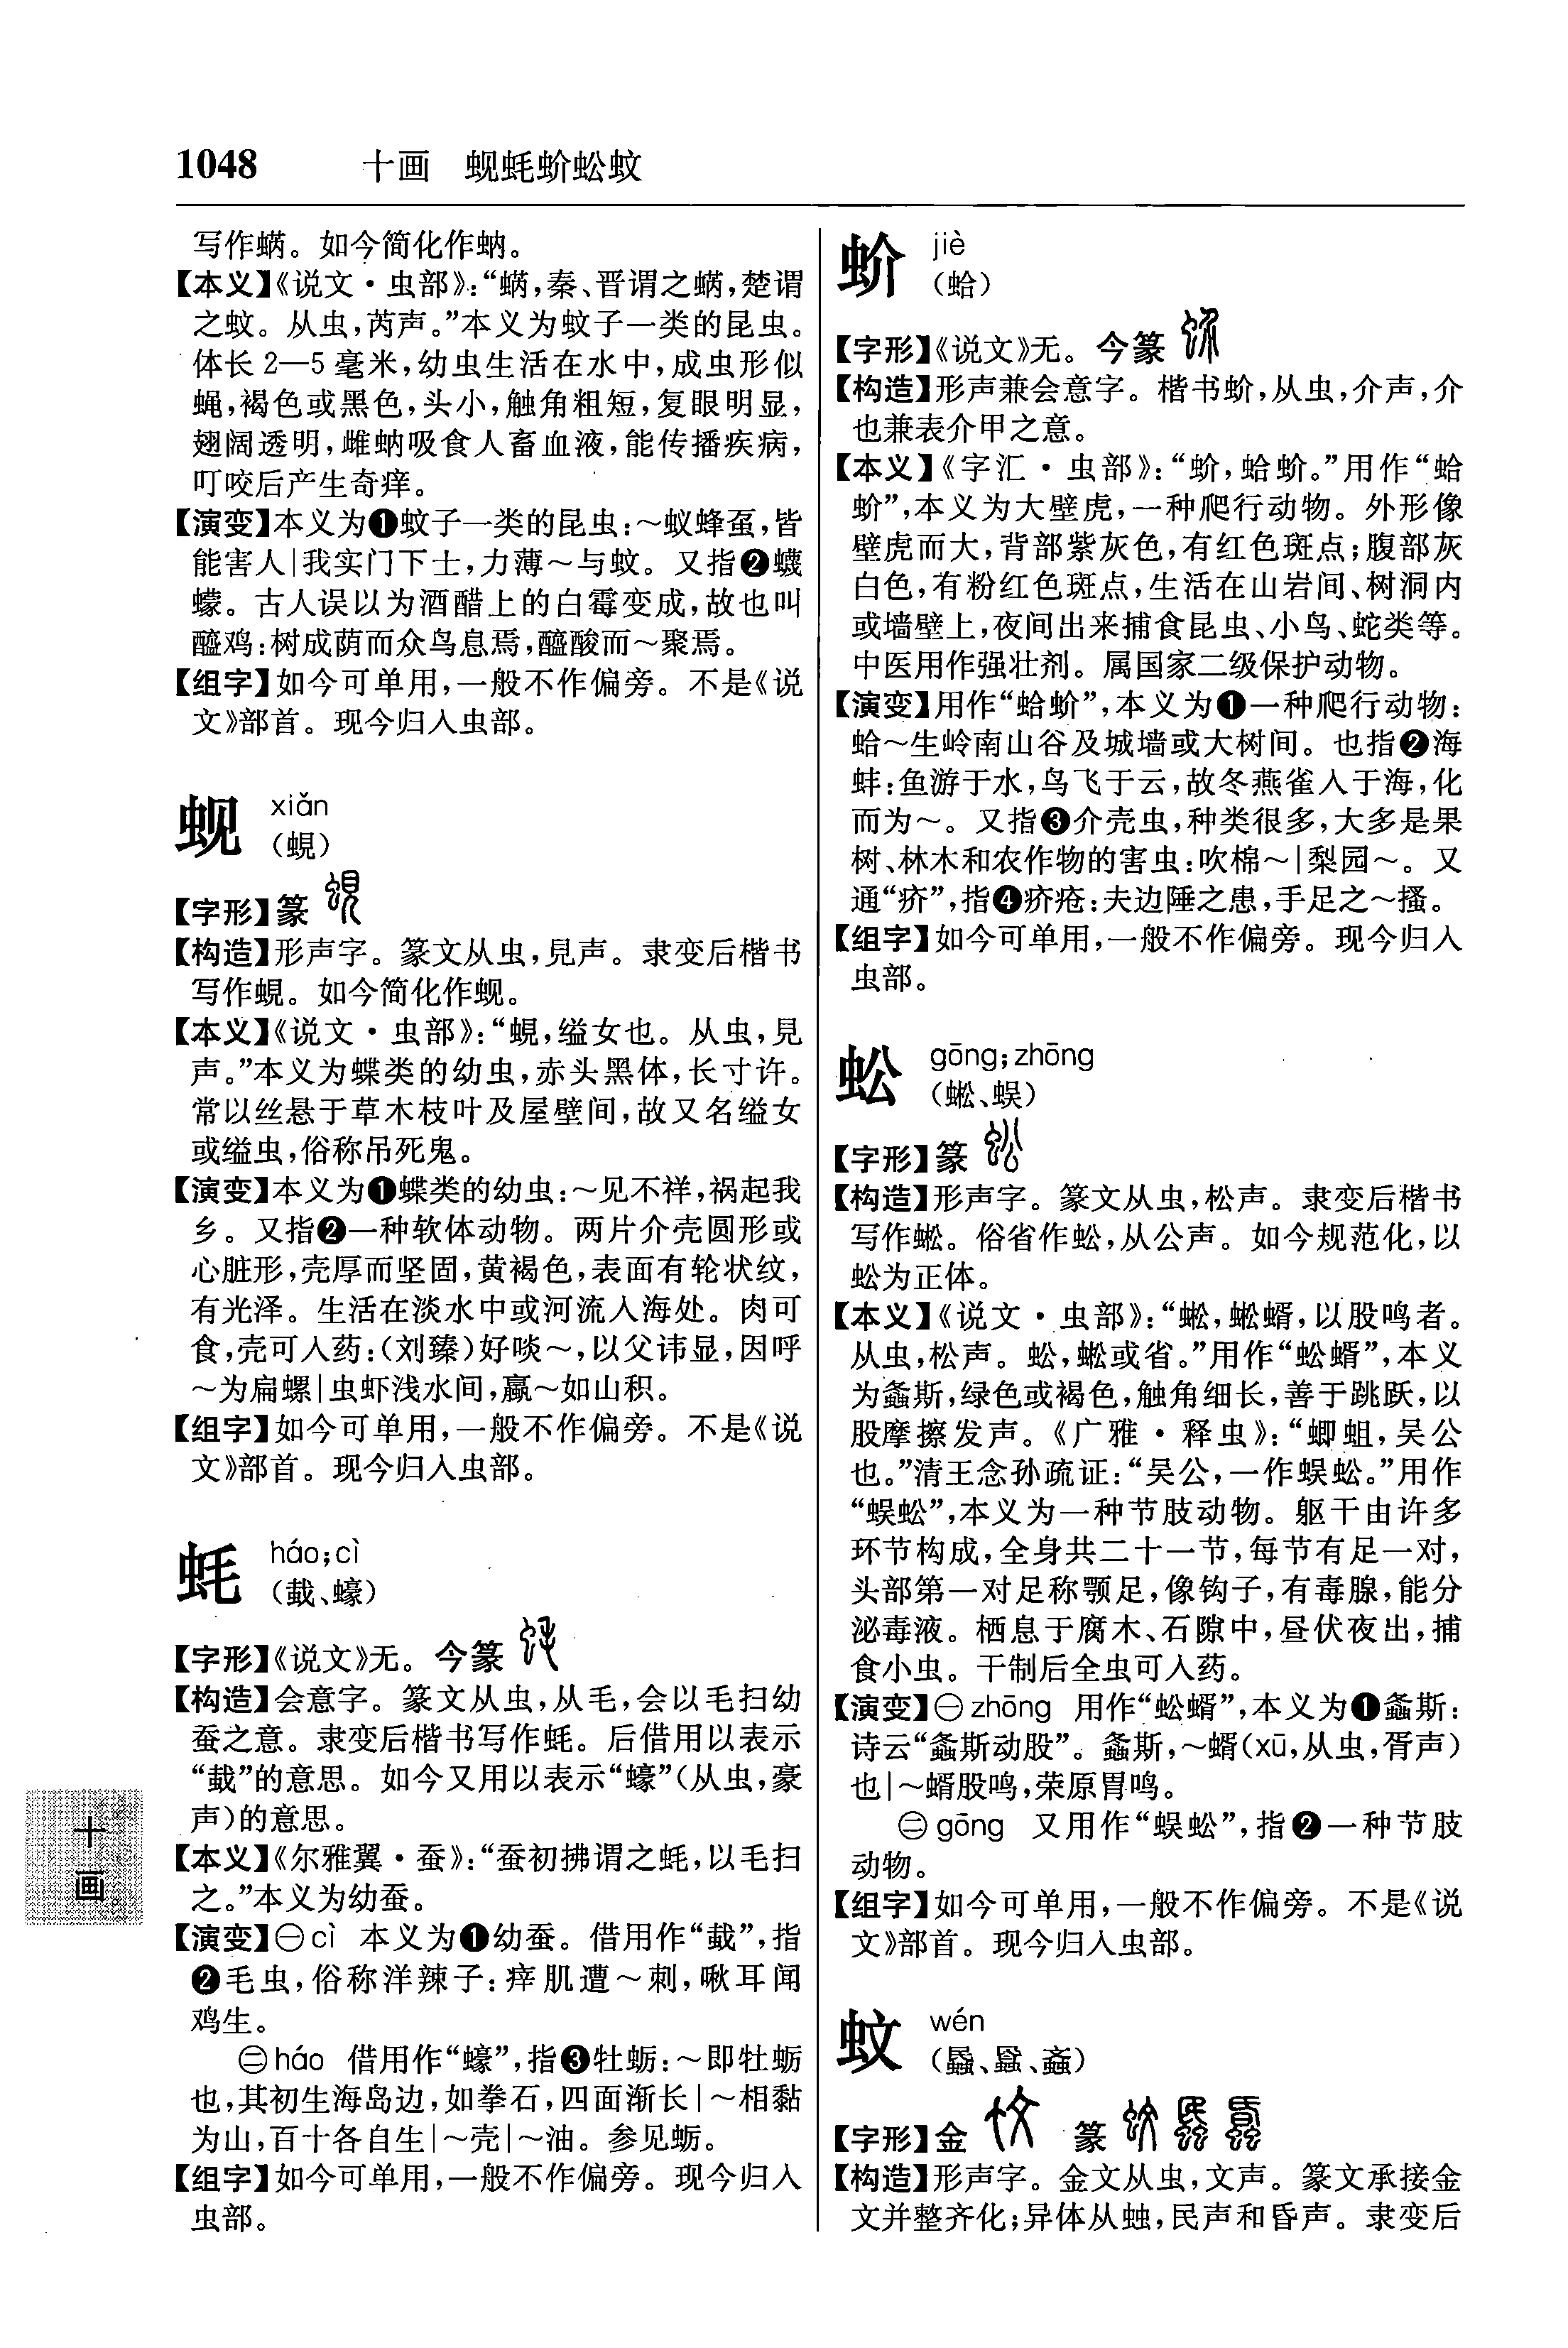 1048 十画 蚬蚝蚧蚣蚊
写作蜹。如今简化作蚋。
【本义】《说文·虫部》:“蜹,秦、晋谓之蜹,楚谓
之蚊。从虫,芮声。”本义为蚊子一类的昆虫。
体长2—5毫米,幼虫生活在水中,成虫形似
蝇,褐色或黑色,头小,触角粗短,复眼明显,
翅阔透明,雌蚋吸食人畜血液,能传播疾病,
叮咬后产生奇痒。
【演变】本义为❶蚊子一类的昆虫:～蚁蜂虿,皆
能害人|我实门下士,力薄～与蚊。又指❷蠛
蠓。古人误以为酒醋上的白霉变成,故也叫
醯鸡:树成荫而众鸟息焉,醯酸而～聚焉。
【组字】如今可单用,一般不作偏旁。不是《说
文》部首。现今归入虫部。
蚬 xiǎn
(蜆)
【字形】篆
【构造】形声字。篆文从虫,見声。隶变后楷书
写作蜆。如今简化作蚬。
【本义】《说文·虫部》:“蜆,缢女也。从虫,見
声。”本义为蝶类的幼虫,赤头黑体,长寸许。
常以丝悬于草木枝叶及屋壁间,故又名缢女
或缢虫,俗称吊死鬼。
【演变】本义为❶蝶类的幼虫:～见不祥,祸起我
乡。又指❷一种软体动物。两片介壳圆形或
心脏形,壳厚而坚固,黄褐色,表面有轮状纹,
有光泽。生活在淡水中或河流入海处。肉可
食,壳可入药:(刘臻)好啖～,以父讳显,因呼
～为扁螺|虫虾浅水间,蠃～如山积。
【组字】如今可单用,一般不作偏旁。不是《说
文》部首。现今归入虫部。
蚝 háo;cì
(蛓、蠔)
【字形】《说文》无。今篆
【构造】会意字。篆文从虫,从毛,会以毛扫幼
蚕之意。隶变后楷书写作蚝。后借用以表示
“蛓”的意思。如今又用以表示“蠔”(从虫,豪
声)的意思。
【本义】《尔雅翼·蚕》:“蚕初拂谓之蚝,以毛扫
之。”本义为幼蚕。
【演变】㊀cì 本义为❶幼蚕。借用作“蛓”,指
❷毛虫,俗称洋辣子:痒肌遭～刺,啾耳闻
鸡生。
㊁háo 借用作“蠔”,指❸牡蛎:～即牡蛎
也,其初生海岛边,如拳石,四面渐长|～相黏
为山,百十各自生|～壳|～油。参见蛎。
【组字】如今可单用,一般不作偏旁。现今归入
虫部。
十画
蚧 jiè
(蛤)
【字形】《说文》无。今篆
【构造】形声兼会意字。楷书蚧,从虫,介声,介
也兼表介甲之意。
【本义】《字汇·虫部》:“蚧,蛤蚧。”用作“蛤
蚧”,本义为大壁虎,一种爬行动物。外形像
壁虎而大,背部紫灰色,有红色斑点;腹部灰
白色,有粉红色斑点,生活在山岩间、树洞内
或墙壁上,夜间出来捕食昆虫、小鸟、蛇类等。
中医用作强壮剂。属国家二级保护动物。
【演变】用作“蛤蚧”,本义为❶一种爬行动物:
蛤～生岭南山谷及城墙或大树间。也指❷海
蚌:鱼游于水,鸟飞于云,故冬燕雀入于海,化
而为～。又指❸介壳虫,种类很多,大多是果
树、林木和农作物的害虫:吹棉～|梨园～。又
通“疥”,指❹疥疮:夫边陲之患,手足之～搔。
【组字】如今可单用,一般不作偏旁。现今归入
虫部。
蚣 gōng;zhōng
(蜙、蜈)
【字形】篆
【构造】形声字。篆文从虫,松声。隶变后楷书
写作蜙。俗省作蚣,从公声。如今规范化,以
蚣为正体。
【本义】《说文·虫部》:“蜙,蜙蝑,以股鸣者。
从虫,松声。蚣,蜙或省。”用作“蚣蝑”,本义
为螽斯,绿色或褐色,触角细长,善于跳跃,以
股摩擦发声。《广雅·释虫》:“蝍蛆,吴公
也。”清王念孙疏证:“吴公,一作蜈蚣。”用作
“蜈蚣”,本义为一种节肢动物。躯干由许多
环节构成,全身共二十一节,每节有足一对,
头部第一对足称颚足,像钩子,有毒腺,能分
泌毒液。栖息于腐木、石隙中,昼伏夜出,捕
食小虫。干制后全虫可入药。
【演变】㊀zhōng 用作“蚣蝑”,本义为❶螽斯:
诗云“螽斯动股”。螽斯,～蝑(xū,从虫,胥声)
也|～蝑股鸣,荣原胃鸣。
㊁gōng 又用作“蜈蚣”,指❷一种节肢
动物。
【组字】如今可单用,一般不作偏旁。不是《说
文》部首。现今归入虫部。
蚊 wén
(蟁、䘇、螡)
【字形】金 篆
【构造】形声字。金文从虫,文声。篆文承接金
文并整齐化;异体从䖵,民声和昏声。隶变后